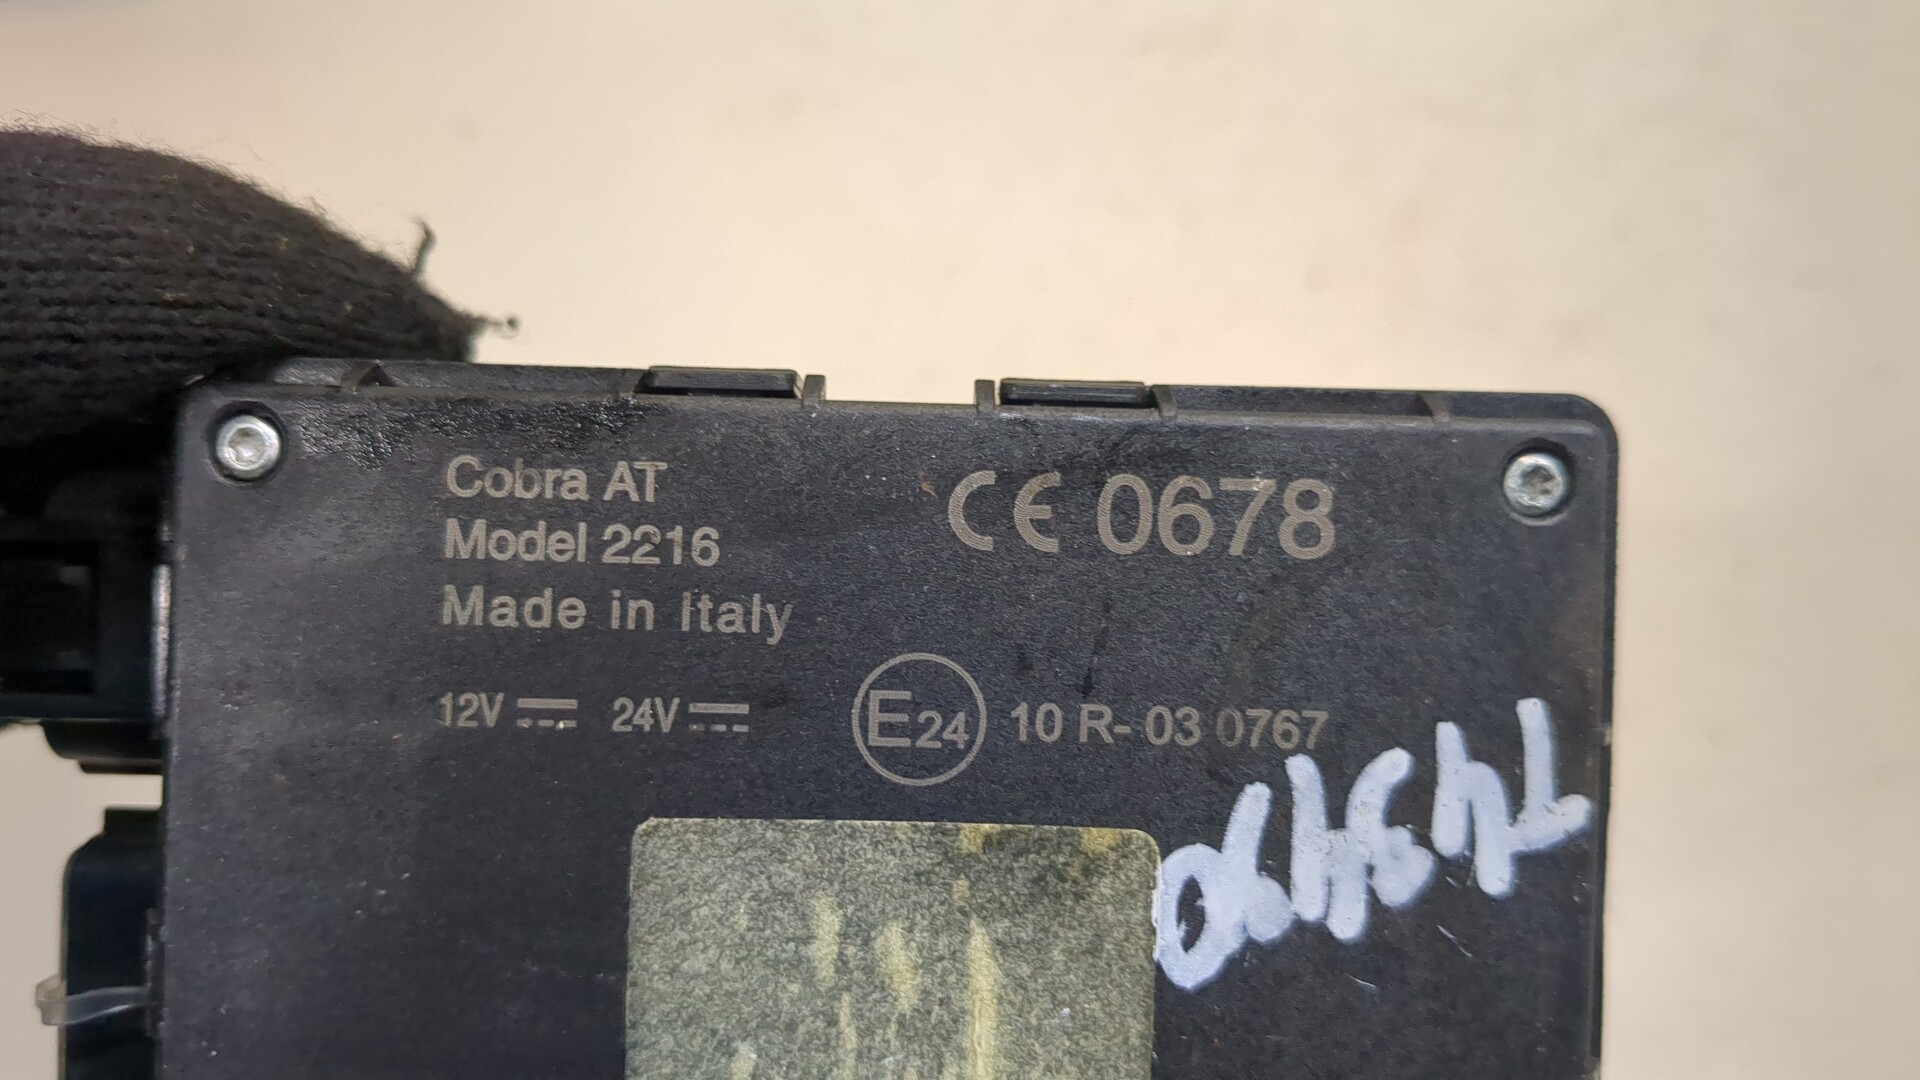 Cobra AT
Model 2216
Made in Italy
CE 0678
12V 24V
E24 10 R- 03 0767